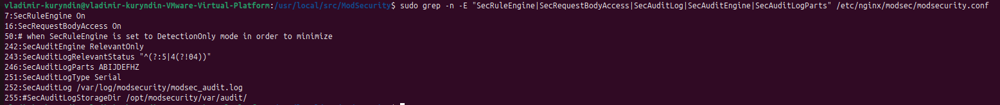 vladimir-kuryndin@vladimir-kuryndin-VMware-Virtual-Platform:/usr/local/src/ModSecurity$ sudo grep -n -E "SecRuleEngine|SecRequestBodyAccess|SecAuditLog|SecAuditEngine|SecAuditLogParts" /etc/nginx/modsec/modsecurity.conf
7:SecRuleEngine On
16:SecRequestBodyAccess On
50:# when SecRuleEngine is set to DetectionOnly mode in order to minimize
242:SecAuditEngine RelevantOnly
243:SecAuditLogRelevantStatus "^(?:5|4(?!04))"
246:SecAuditLogParts ABIJDEFHZ
251:SecAuditLogType Serial
252:SecAuditLog /var/log/modsecurity/modsec_audit.log
255:#SecAuditLogStorageDir /opt/modsecurity/var/audit/